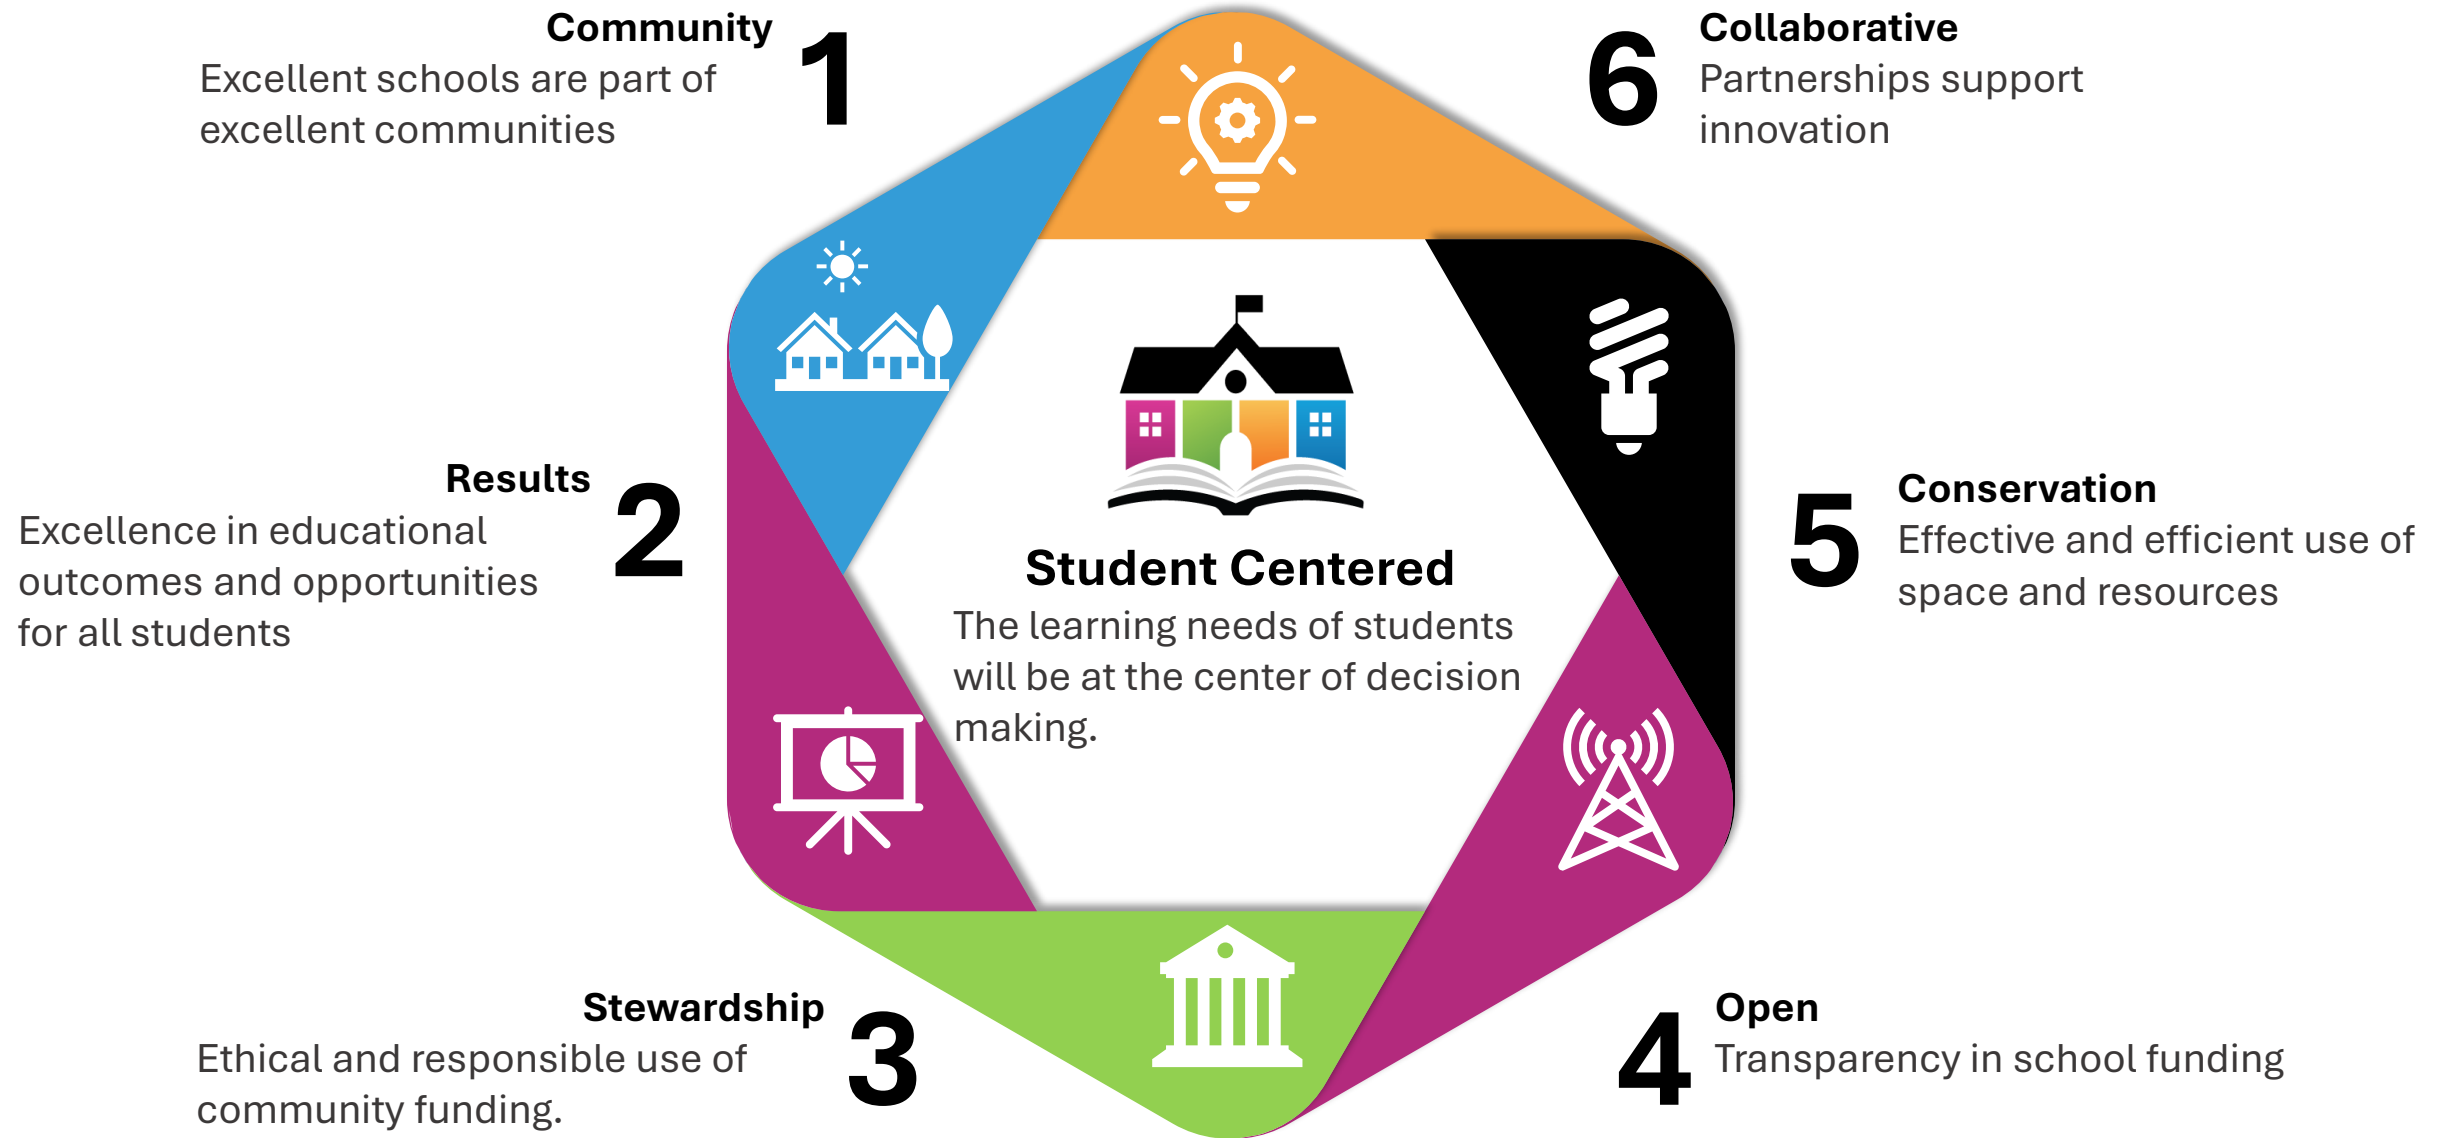 Community
1
Excellent schools are part of
excellent communities
Results
2
Excellence in educational
outcomes and opportunities
for all students
Stewardship
3
Ethical and responsible use of
community funding.
4
Open
Transparency in school funding
5
Conservation
Effective and efficient use of
space and resources
6
Collaborative
Partnerships support
innovation
Student Centered
The learning needs of students
will be at the center of decision
making.